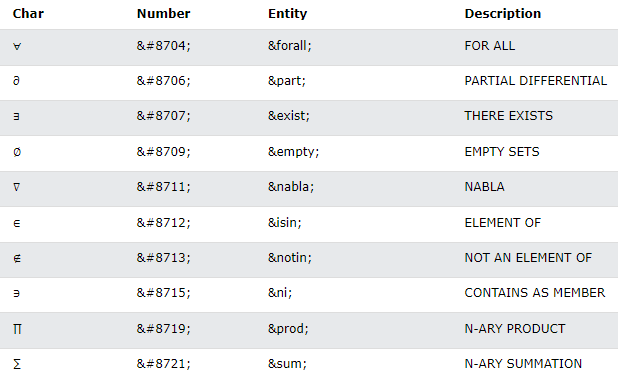 Char Number Entity Description
∀ &#8704; &forall; FOR ALL
∂ &#8706; &part; PARTIAL DIFFERENTIAL
∃ &#8707; &exist; THERE EXISTS
∅ &#8709; &empty; EMPTY SETS
∇ &#8711; &nabla; NABLA
∈ &#8712; &isin; ELEMENT OF
∉ &#8713; &notin; NOT AN ELEMENT OF
∋ &#8715; &ni; CONTAINS AS MEMBER
∏ &#8719; &prod; N-ARY PRODUCT
∑ &#8721; &sum; N-ARY SUMMATION